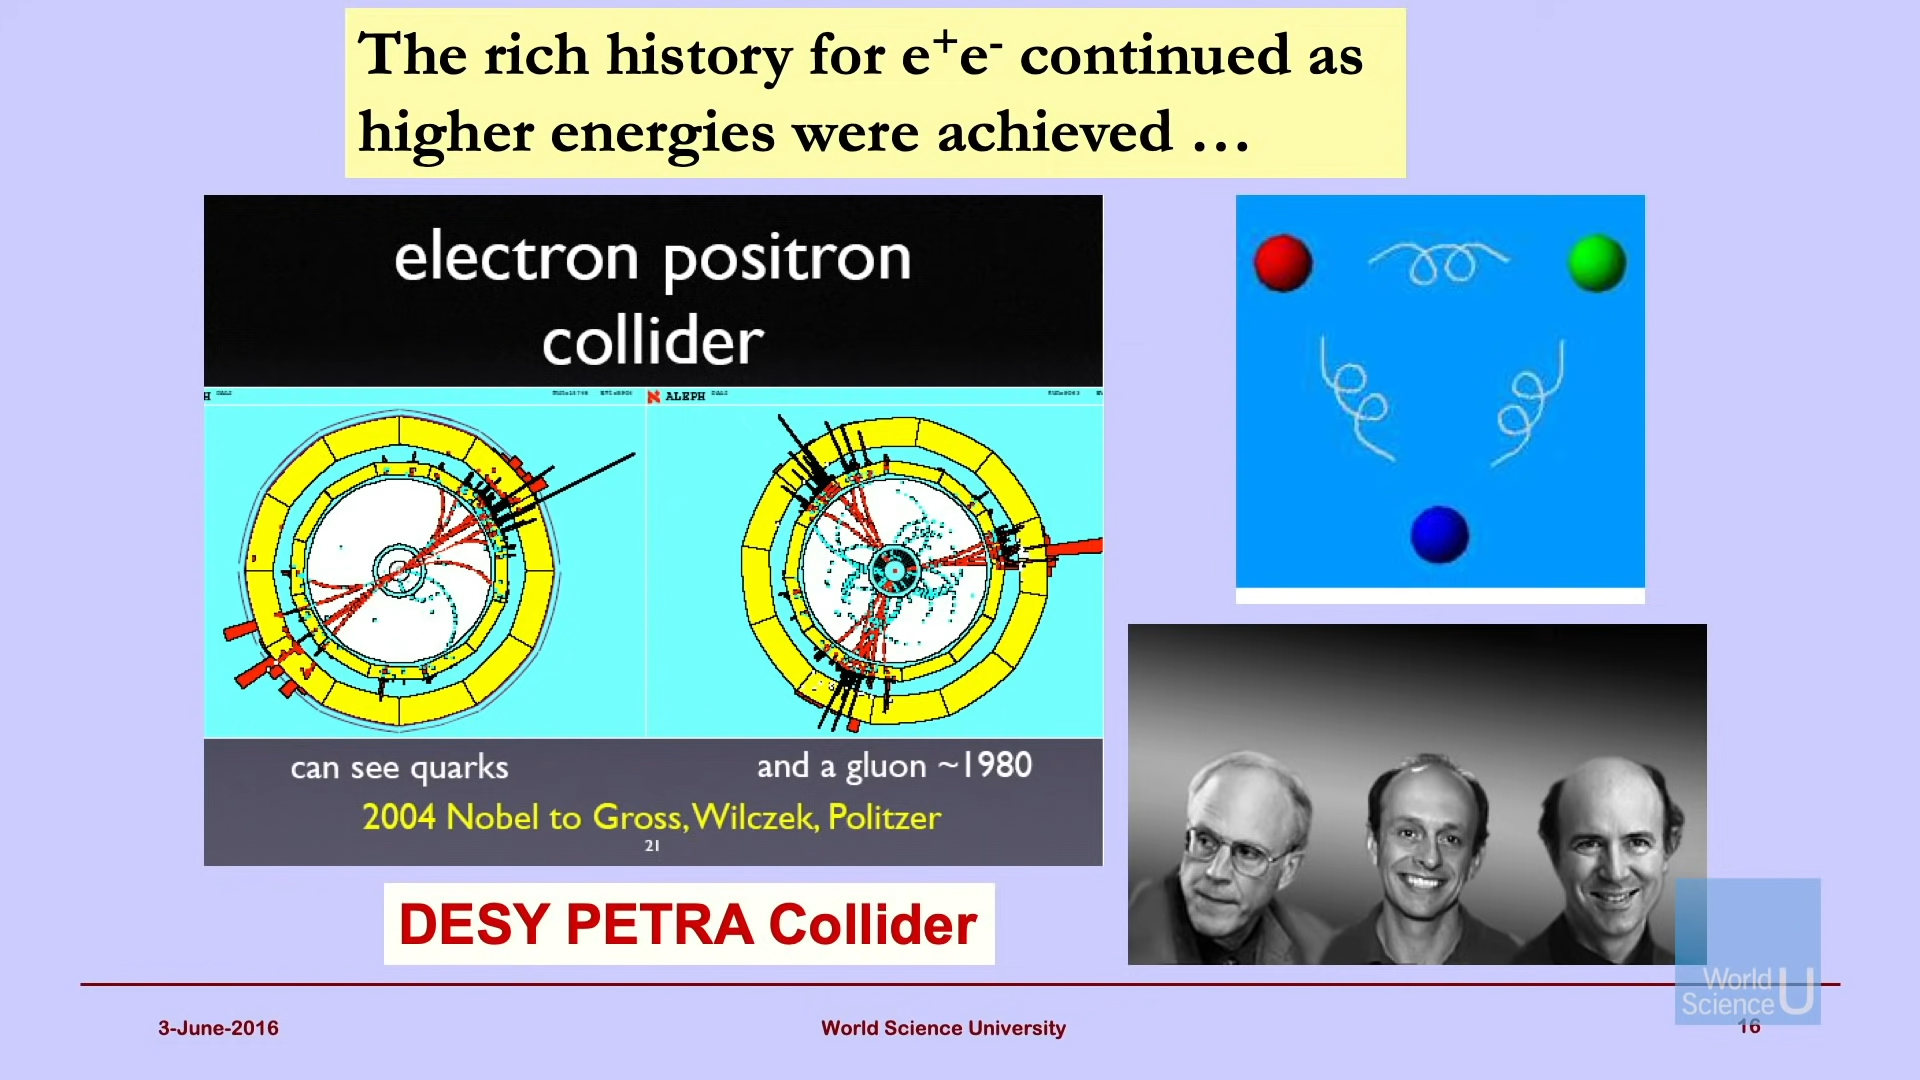 The rich history for e⁺e⁻ continued as
higher energies were achieved …
electron positron
collider
H DALI
ALEPH DALI
can see quarks
and a gluon ~1980
2004 Nobel to Gross, Wilczek, Politzer
21
DESY PETRA Collider
World
Science U
3-June-2016
World Science University
16